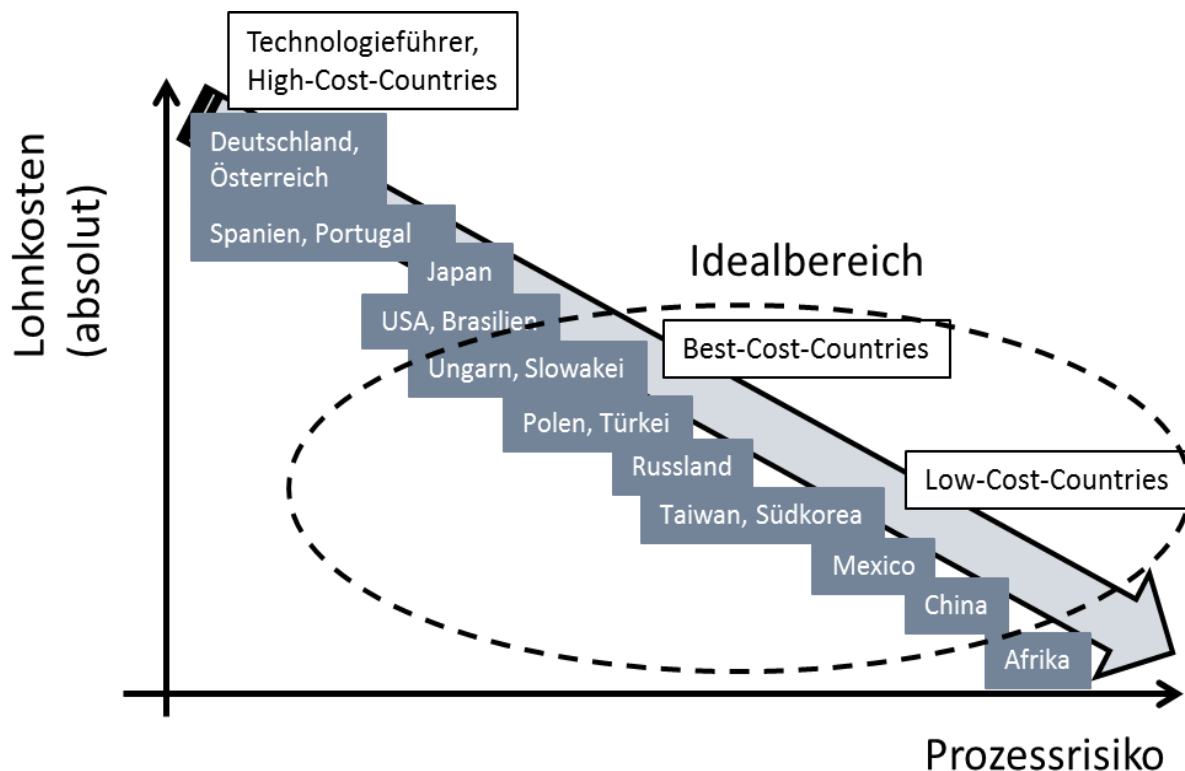 Technologieführer,
High-Cost-Countries
Lohnkosten
(absolut)
Deutschland,
Österreich
Spanien, Portugal
Japan
Idealbereich
USA, Brasilien
Best-Cost-Countries
Ungarn, Slowakei
Polen, Türkei
Russland
Low-Cost-Countries
Taiwan, Südkorea
Mexico
China
Afrika
Prozessrisiko